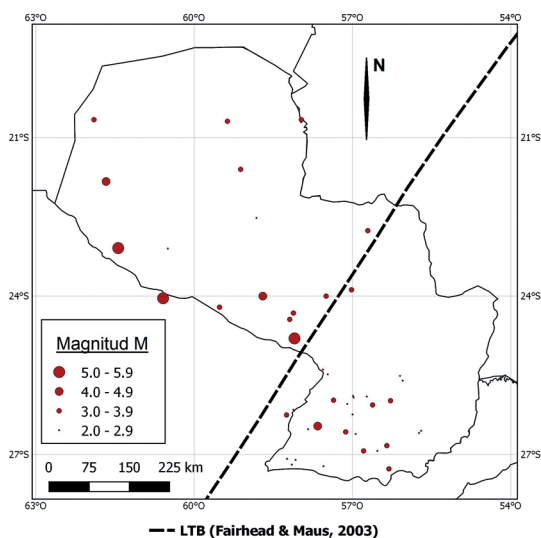 63°W
60°W
57°W
54°W
N
21°S
21°S
24°S
24°S
Magnitud M
5.0 - 5.9
4.0 - 4.9
3.0 - 3.9
2.0 - 2.9
27°S
27°S
0 75 150 225 km
63°W
60°W
57°W
54°W
LTB (Fairhead & Maus, 2003)